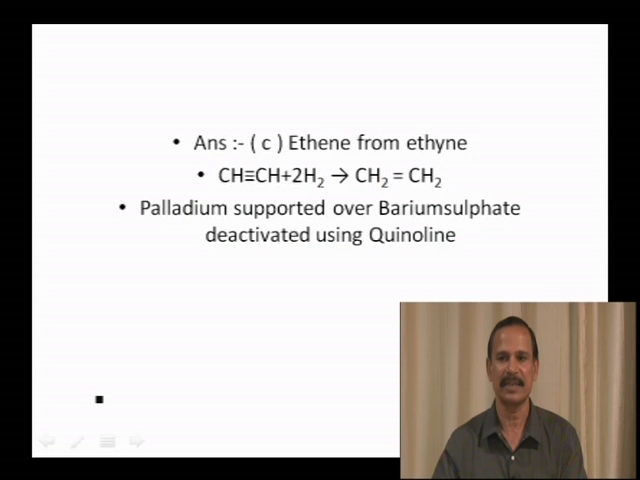 • Ans :- ( c ) Ethene from ethyne
• CH≡CH+2H₂ → CH₂ = CH₂
• Palladium supported over Bariumsulphate
deactivated using Quinoline